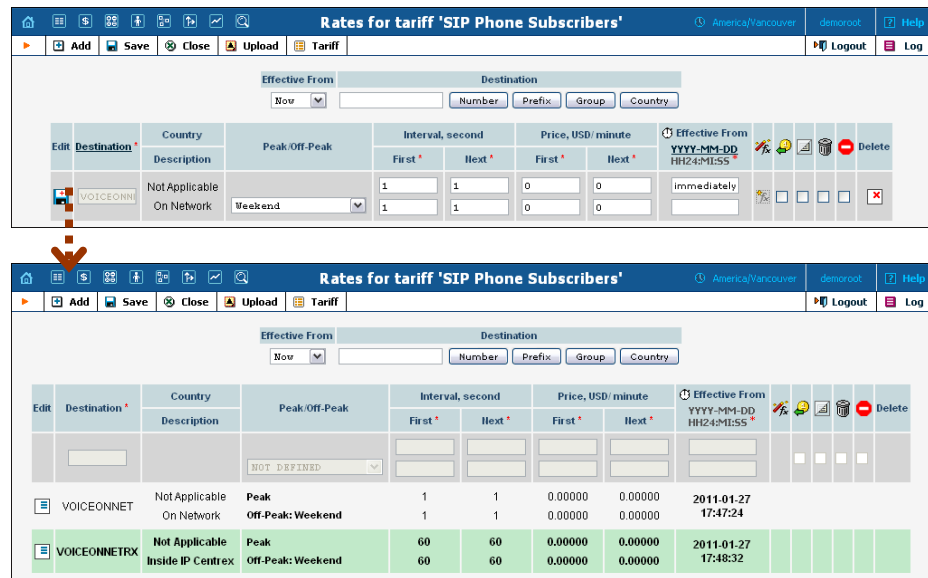 Rates for tariff 'SIP Phone Subscribers' America/Vancouver demoroot ? Help
Add Save Close Upload Tariff Logout Log
Effective From Destination
Now Number Prefix Group Country
Edit Destination * Country Peak/Off-Peak Interval, second Price, USD/ minute Effective From Delete
Description First * Next * First * Next * YYYY-MM-DD
HH24:MI:SS *
VOICEONN Not Applicable 1 1 0 0 immediately
On Network Weekend 1 1 0 0
Rates for tariff 'SIP Phone Subscribers' America/Vancouver demoroot ? Help
Add Save Close Upload Tariff Logout Log
Effective From Destination
Now Number Prefix Group Country
Edit Destination * Country Peak/Off-Peak Interval, second Price, USD/ minute Effective From Delete
Description First * Next * First * Next * YYYY-MM-DD
HH24:MI:SS *
NOT DEFINED
VOICEONNET Not Applicable Peak 1 1 0.00000 0.00000 2011-01-27
On Network Off-Peak: Weekend 1 1 0.00000 0.00000 17:47:24
VOICEONNETRX Not Applicable Peak 60 60 0.00000 0.00000 2011-01-27
Inside IP Centrex Off-Peak: Weekend 60 60 0.00000 0.00000 17:48:32